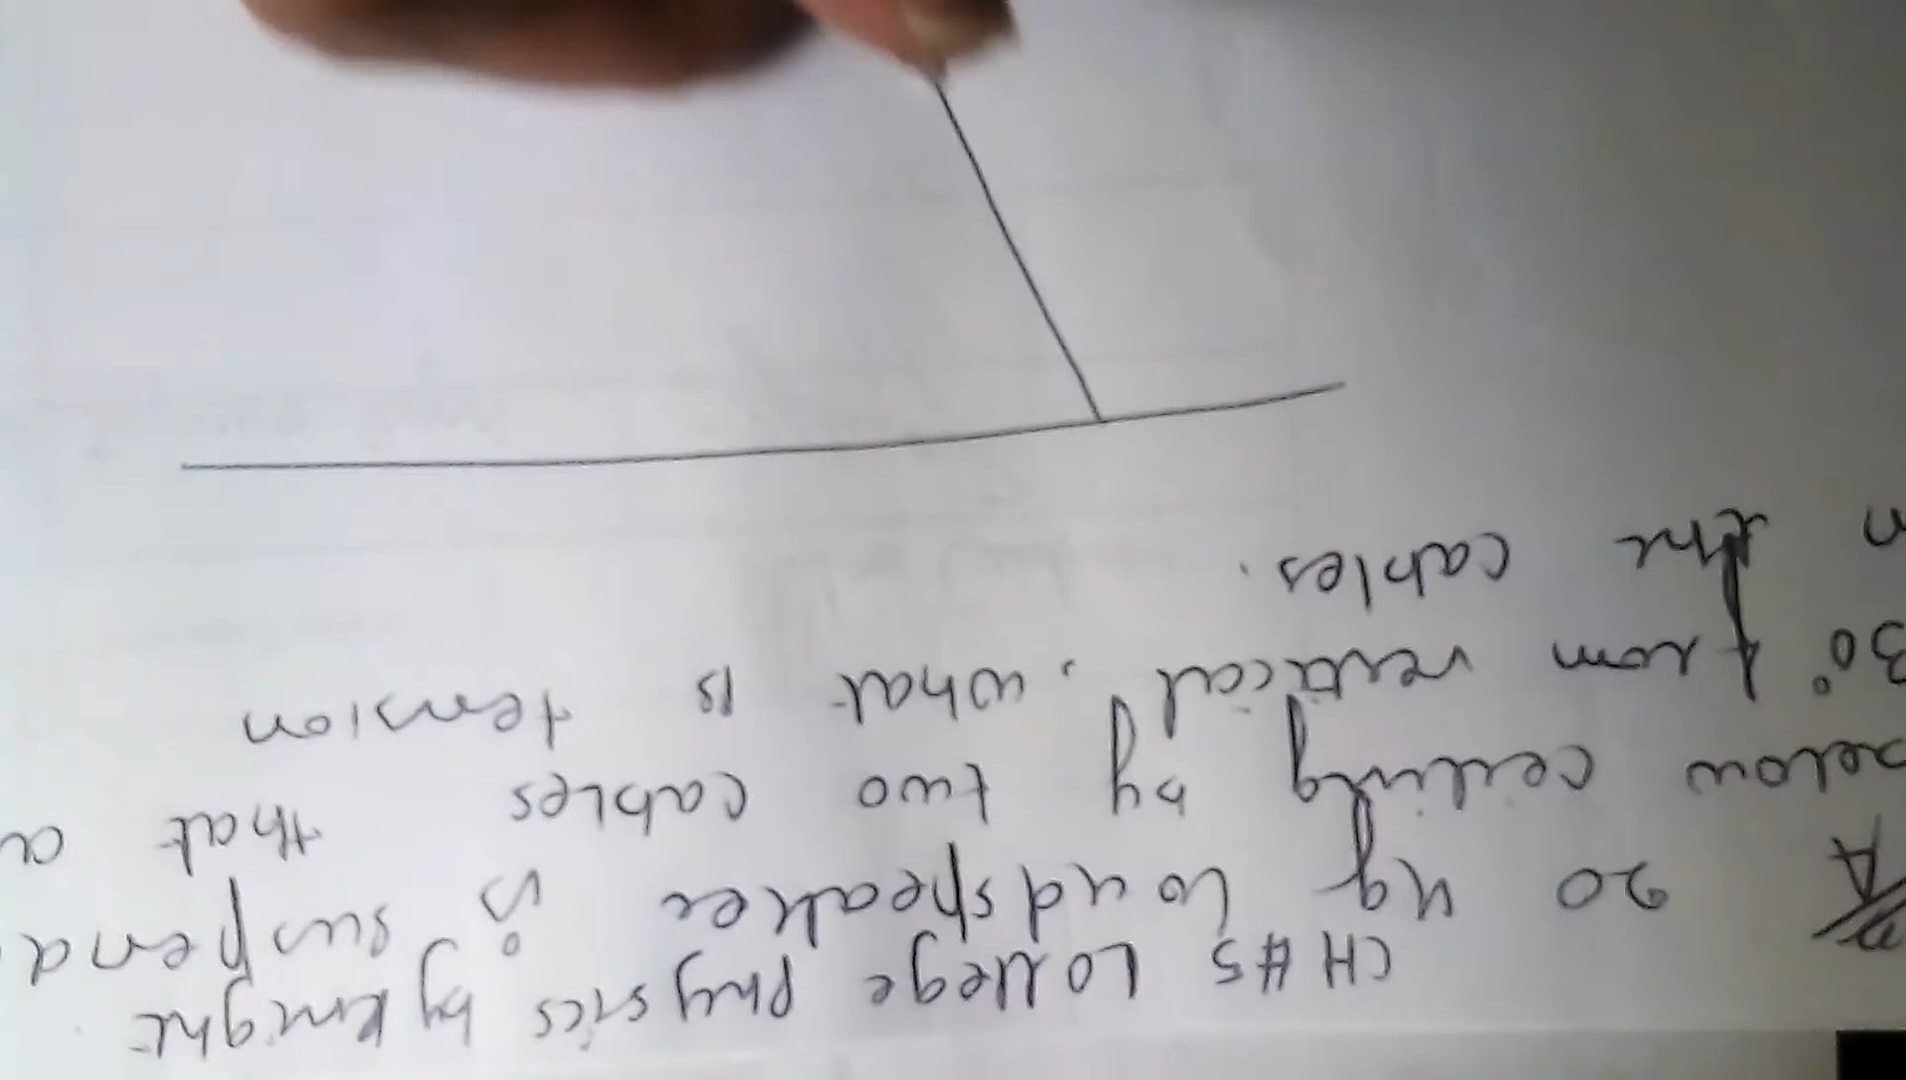 CH #5 College Physics by Knight
A 20 kg loudspeaker is suspend
below ceiling by two cables that a
30° from vertical, what is tension
n the cables.